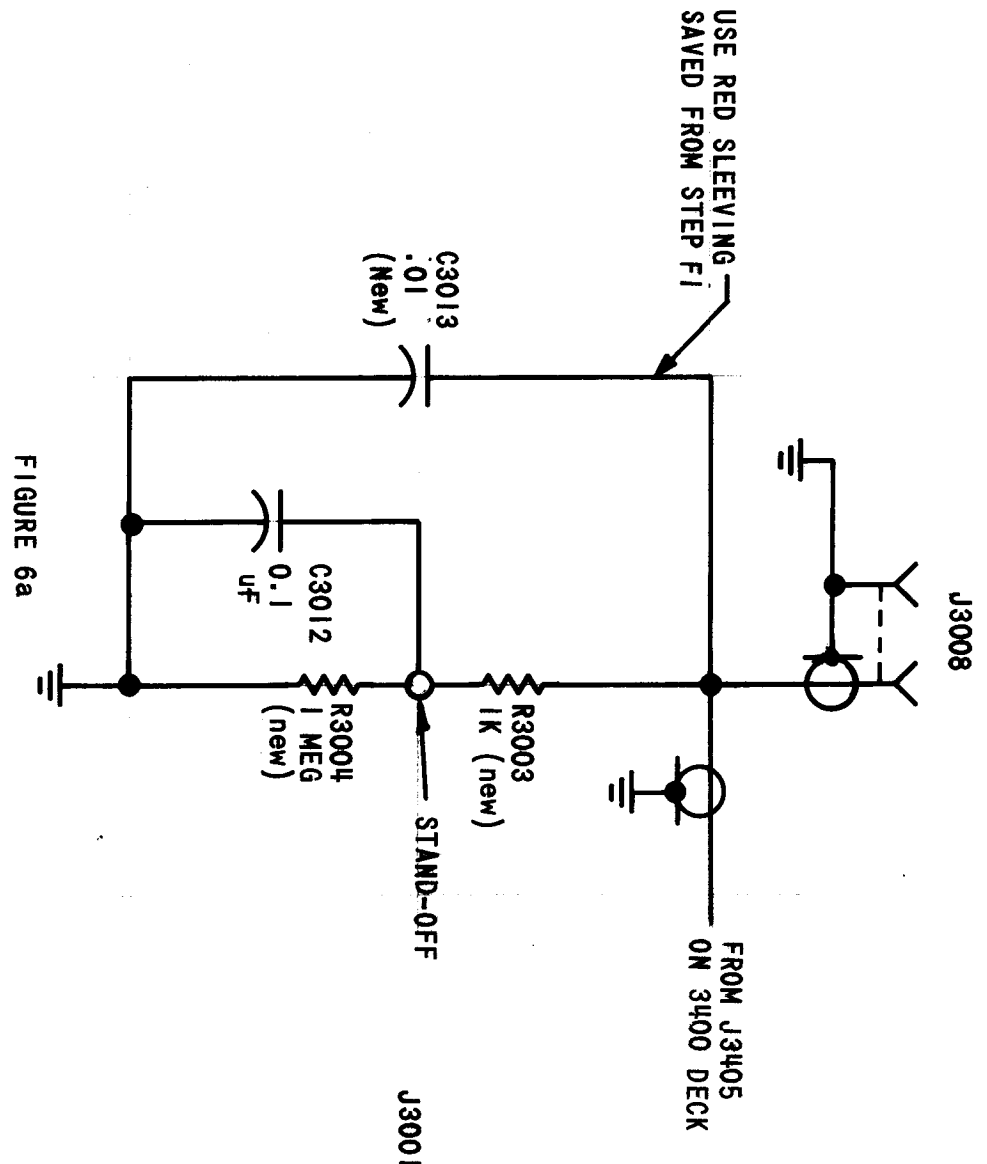 USE RED SLEEVING
SAVED FROM STEP F1
J3008
C3013
.01
(New)
C3012
0.1
uF
R3003
1K (new)
R3004
1 MEG
(new)
STAND-OFF
FROM J3405
ON 3400 DECK
J3001
FIGURE 6a